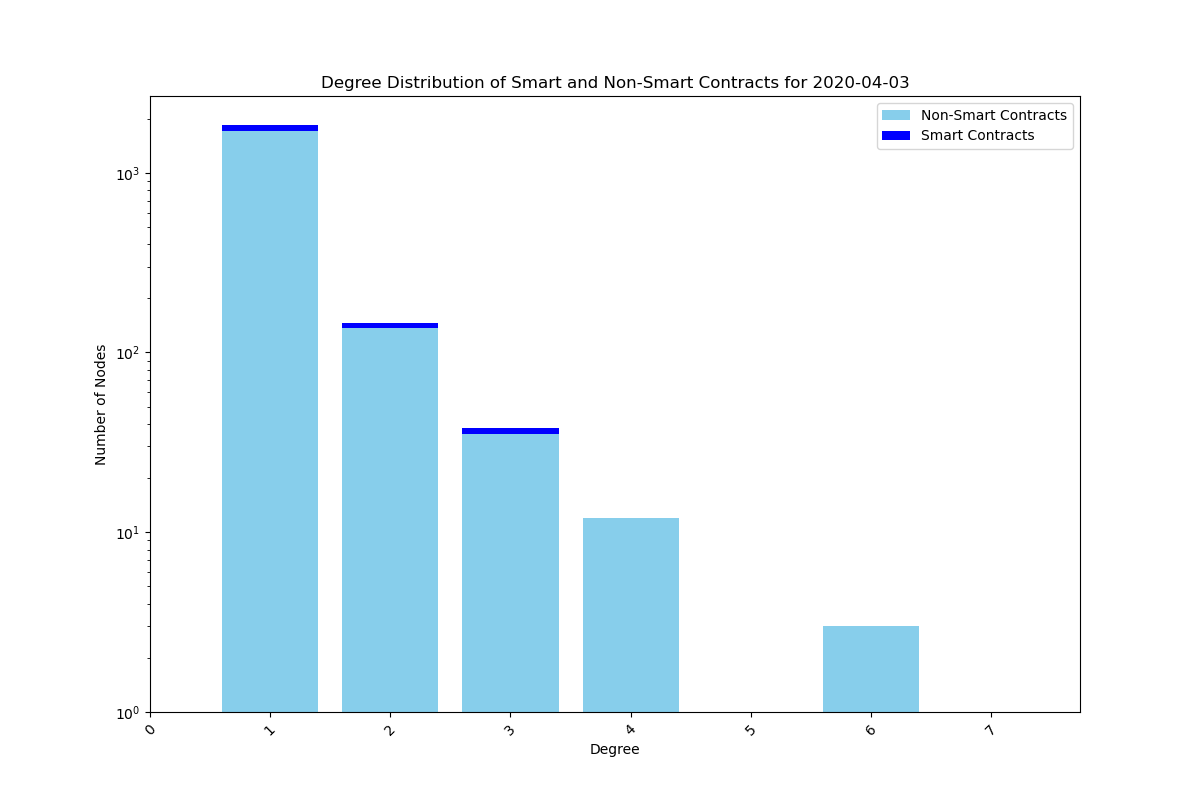 Degree Distribution of Smart and Non-Smart Contracts for 2020-04-03
Non-Smart Contracts
Smart Contracts
Number of Nodes
10³
10²
10¹
10⁰
0 1 2 3 4 5 6 7
Degree